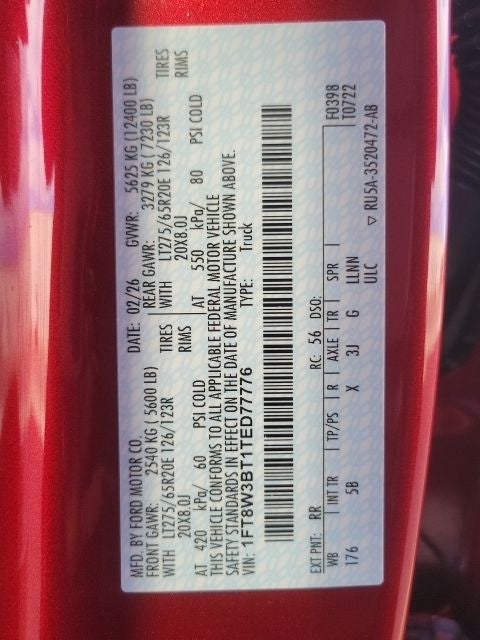 MFD. BY FORD MOTOR CO.
DATE: 02/26 GVWR: 5625 KG (12400 LB)
FRONT GAWR: 2540 KG ( 5600 LB) REAR GAWR: 3279 KG ( 7230 LB)
WITH LT275/65R20E 126/123R TIRES WITH LT275/65R20E 126/123R TIRES
20X8.0J RIMS 20X8.0J RIMS
AT 420 kPa/ 60 PSI COLD AT 550 kPa/ 80 PSI COLD
THIS VEHICLE CONFORMS TO ALL APPLICABLE FEDERAL MOTOR VEHICLE
SAFETY STANDARDS IN EFFECT ON THE DATE OF MANUFACTURE SHOWN ABOVE.
VIN: 1FT8W3BT1TED77776 TYPE: Truck
F0398
T0722
EXT PNT: RR RC: 56 DSO:
WB INT TR TP/PS R AXLE TR SPR
176 5B X 3J G LLNN
ULC ▽ RU5A-3520472-AB